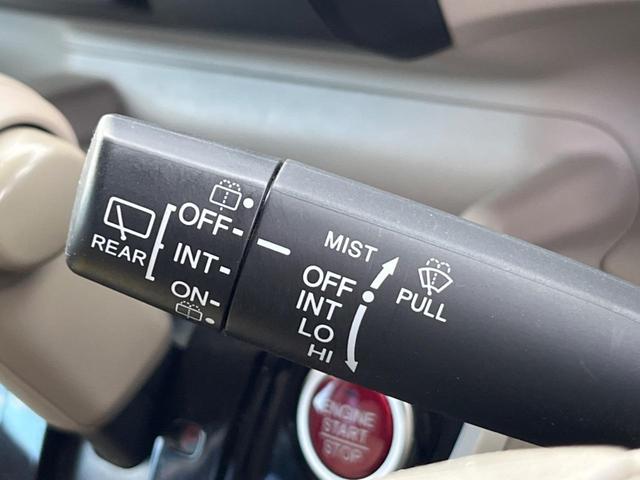 REAR
OFF
INT
ON
MIST
OFF
INT
LO
HI
PULL
ENGINE
START
STOP